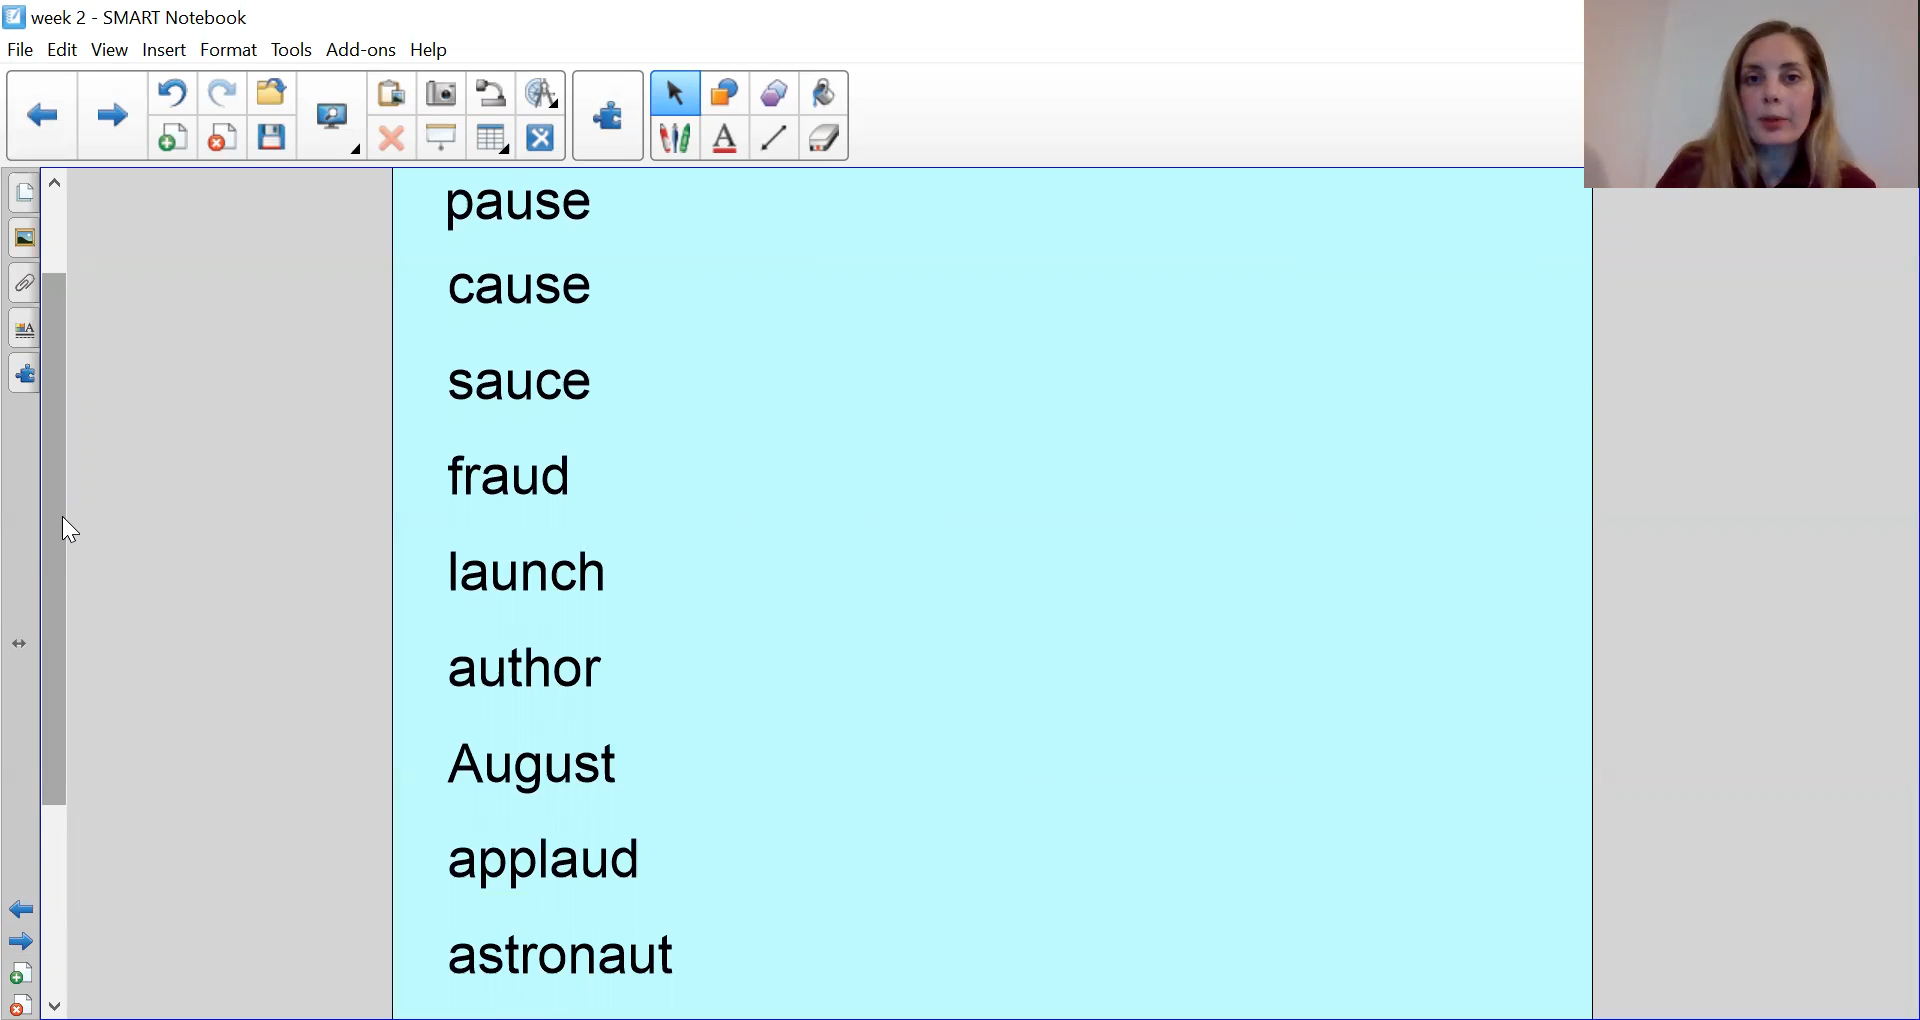 week 2 - SMART Notebook
File Edit View Insert Format Tools Add-ons Help
pause
cause
sauce
fraud
launch
author
August
applaud
astronaut